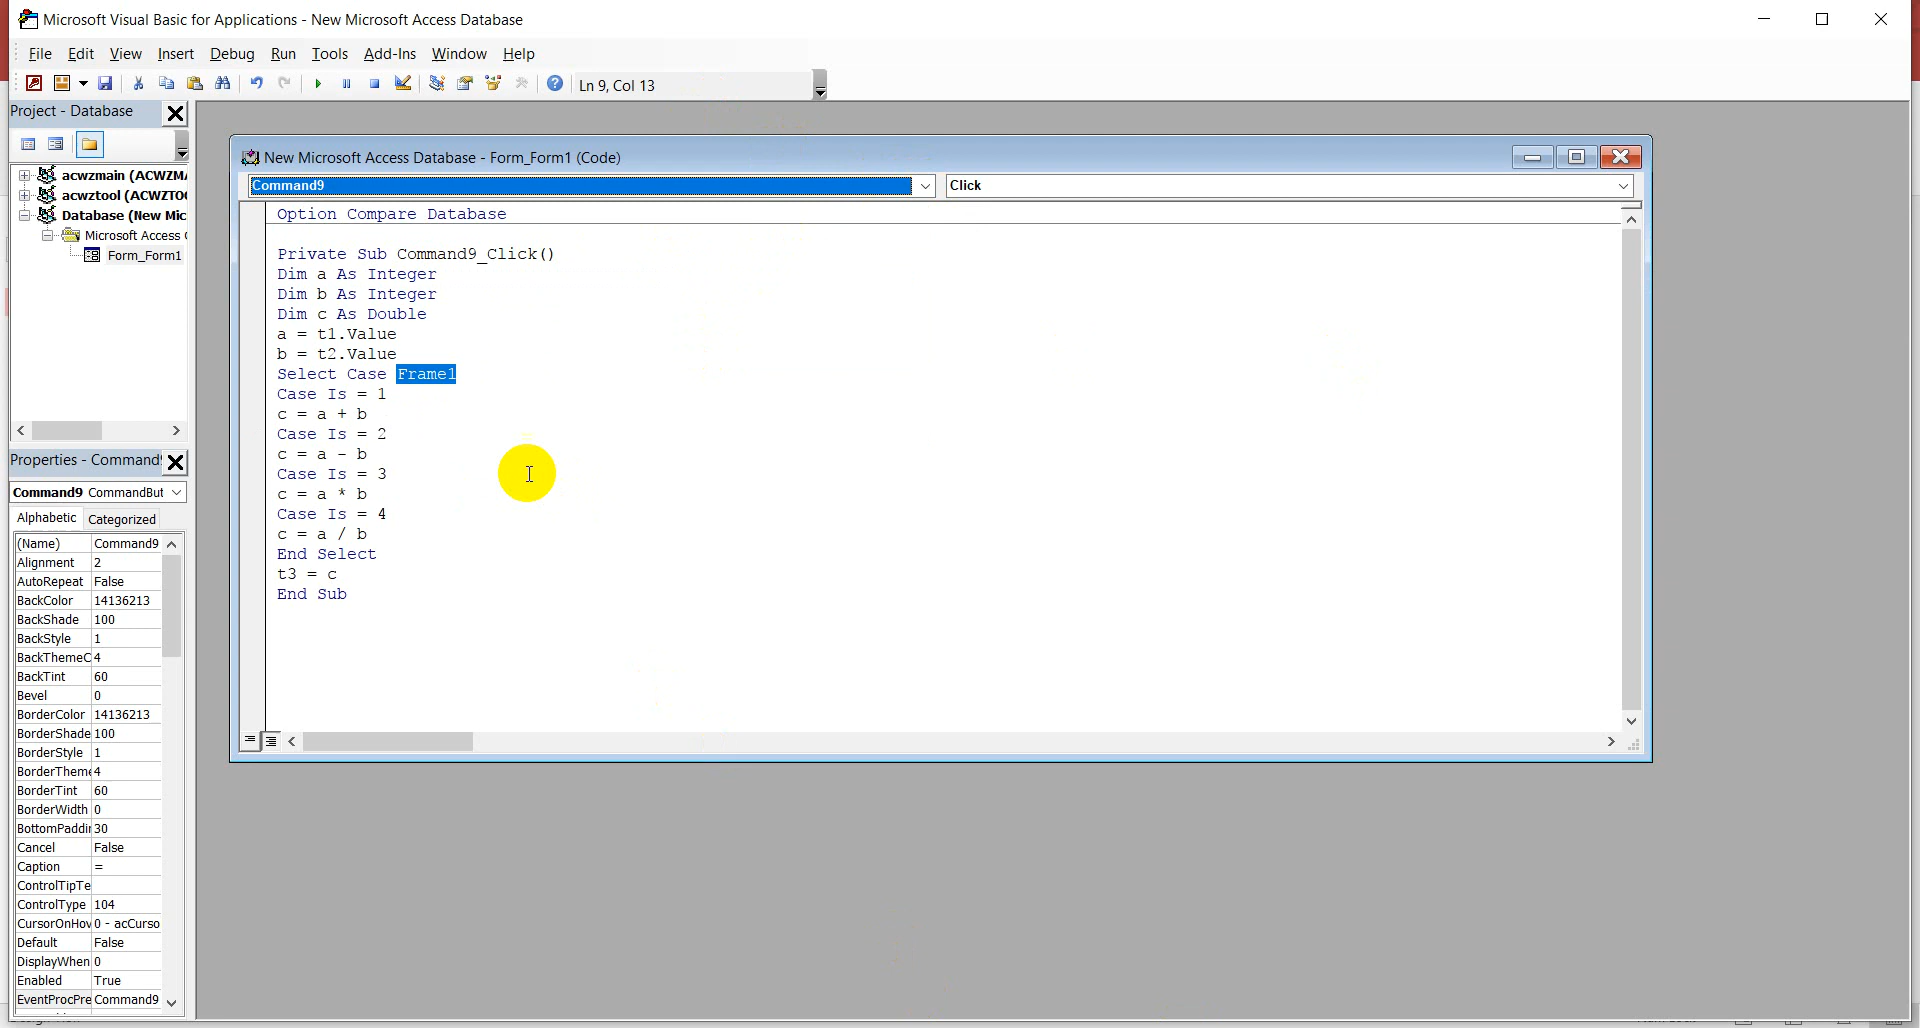 Microsoft Visual Basic for Applications - New Microsoft Access Database
File Edit View Insert Debug Run Tools Add-Ins Window Help
Ln 9, Col 13
Project - Database
acwzmain (ACWZMA
acwztool (ACWZTO
Database (New Mic
Microsoft Access
Form_Form1
Properties - Command
Command9 CommandBut
Alphabetic Categorized
(Name) Command9
Alignment 2
AutoRepeat False
BackColor 14136213
BackShade 100
BackStyle 1
BackThemeC 4
BackTint 60
Bevel 0
BorderColor 14136213
BorderShade 100
BorderStyle 1
BorderTheme 4
BorderTint 60
BorderWidth 0
BottomPaddi 30
Cancel False
Caption =
ControlTipTe
ControlType 104
CursorOnHov 0 - acCurso
Default False
DisplayWhen 0
Enabled True
EventProcPre Command9
New Microsoft Access Database - Form_Form1 (Code)
Command9 Click
Option Compare Database
Private Sub Command9_Click()
Dim a As Integer
Dim b As Integer
Dim c As Double
a = t1.Value
b = t2.Value
Select Case Frame1
Case Is = 1
c = a + b
Case Is = 2
c = a - b
Case Is = 3
c = a * b
Case Is = 4
c = a / b
End Select
t3 = c
End Sub